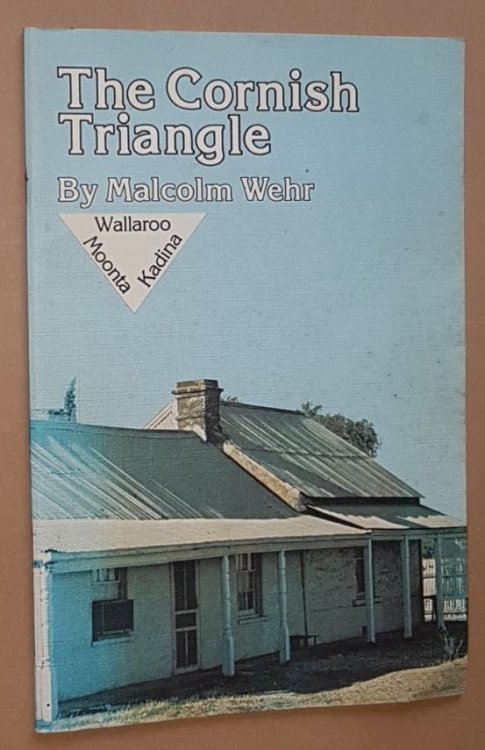 The Cornish
Triangle
By Malcolm Wehr
Wallaroo
Moonta
Kadina